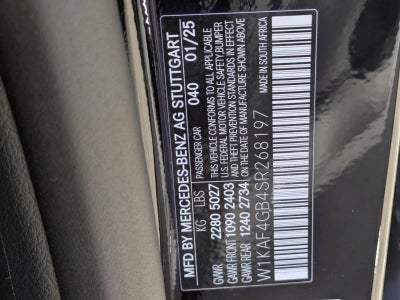 MFD BY MERCEDES-BENZ AG STUTTGART
PASSENGER CAR 040 01/25
KG LBS THIS VEHICLE CONFORMS TO ALL APPLICABLE
GVWR 2280 5027 U.S. FEDERAL MOTOR VEHICLE SAFETY, BUMPER
GAWR FRONT 1090 2403 AND THEFT PREVENTION STANDARDS IN EFFECT
GAWR REAR 1240 2734 ON THE DATE OF MANUFACTURE SHOWN ABOVE
W1KAF4GB4SR268197 MADE IN SOUTH AFRICA